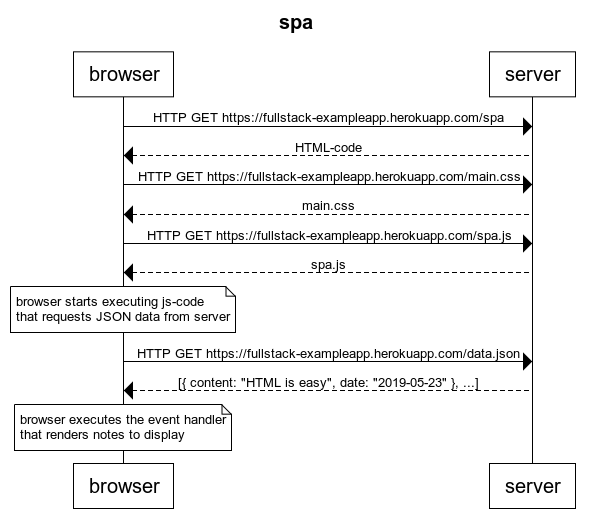 spa
browser
server
HTTP GET https://fullstack-exampleapp.herokuapp.com/spa
HTML-code
HTTP GET https://fullstack-exampleapp.herokuapp.com/main.css
main.css
HTTP GET https://fullstack-exampleapp.herokuapp.com/spa.js
spa.js
browser starts executing js-code
that requests JSON data from server
HTTP GET https://fullstack-exampleapp.herokuapp.com/data.json
[{ content: "HTML is easy", date: "2019-05-23" }, ...]
browser executes the event handler
that renders notes to display
browser
server